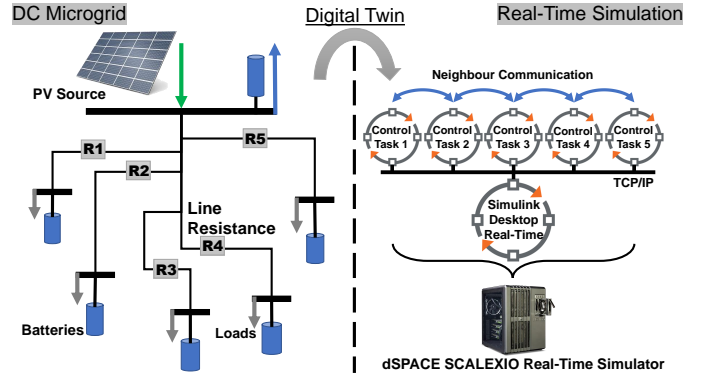 DC Microgrid
Digital Twin
Real-Time Simulation
PV Source
Neighbour Communication
R1
R2
R5
Line
Resistance
R4
R3
Batteries
Loads
Control
Task 1
Control
Task 2
Control
Task 3
Control
Task 4
Control
Task 5
TCP/IP
Simulink
Desktop
Real-Time
dSPACE SCALEXIO Real-Time Simulator